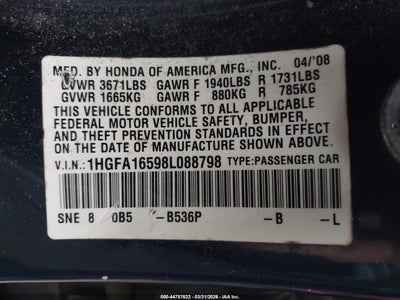 MFD. BY HONDA OF AMERICA MFG., INC. 04/'08
GVWR 3671LBS GAWR F 1940LBS R 1731LBS
GVWR 1665KG GAWR F 880KG R 785KG
THIS VEHICLE CONFORMS TO ALL APPLICABLE
FEDERAL MOTOR VEHICLE SAFETY, BUMPER,
AND THEFT PREVENTION STANDARDS IN EFFECT
ON THE DATE OF MANUFACTURE SHOWN ABOVE.
V.I.N.: 1HGFA16598L088798 TYPE:PASSENGER CAR
SNE 8 0B5 -B536P -B -L
000-44757622 - 03/31/2026 - IAA Inc.